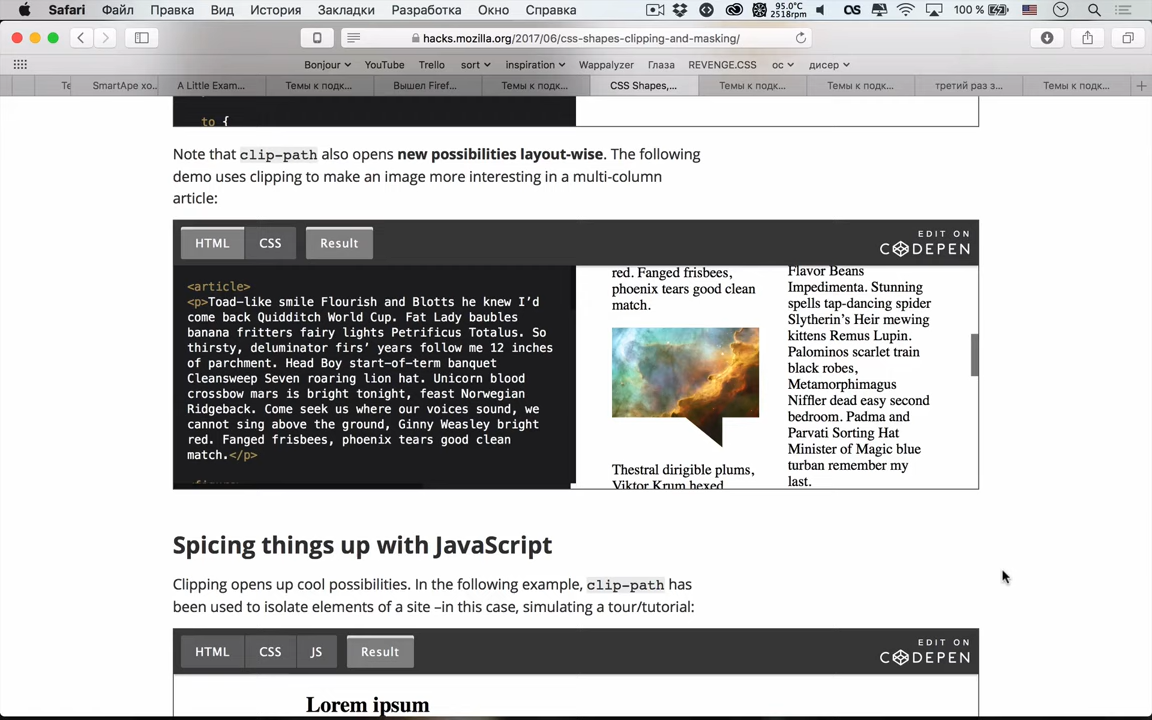 Safari Файл Правка Вид История Закладки Разработка Окно Справка 95.0°C 2518rpm 100 %
hacks.mozilla.org/2017/06/css-shapes-clipping-and-masking/
Bonjour YouTube Trello sort inspiration Wappalyzer Глаза REVENGE.CSS ос дисер
Те SmartApe хо... A Little Exam... Темы к подк... Вышел Firef... Темы к подк... CSS Shapes,... Темы к подк... Темы к подк... третий раз з... Темы к подк...
to {
Note that clip-path also opens new possibilities layout-wise. The following
demo uses clipping to make an image more interesting in a multi-column
article:
HTML CSS Result
EDIT ON
CODEPEN
<article>
<p>Toad-like smile Flourish and Blotts he knew I’d
come back Quidditch World Cup. Fat Lady baubles
banana fritters fairy lights Petrificus Totalus. So
thirsty, deluminator firs’ years follow me 12 inches
of parchment. Head Boy start-of-term banquet
Cleansweep Seven roaring lion hat. Unicorn blood
crossbow mars is bright tonight, feast Norwegian
Ridgeback. Come seek us where our voices sound, we
cannot sing above the ground, Ginny Weasley bright
red. Fanged frisbees, phoenix tears good clean
match.</p>
red. Fanged frisbees,
phoenix tears good clean
match.
Thestral dirigible plums,
Viktor Krum hexed
Flavor Beans
Impedimenta. Stunning
spells tap-dancing spider
Slytherin’s Heir mewing
kittens Remus Lupin.
Palominos scarlet train
black robes,
Metamorphimagus
Niffler dead easy second
bedroom. Padma and
Parvati Sorting Hat
Minister of Magic blue
turban remember my
last.
Spicing things up with JavaScript
Clipping opens up cool possibilities. In the following example, clip-path has
been used to isolate elements of a site –in this case, simulating a tour/tutorial:
HTML CSS JS Result
EDIT ON
CODEPEN
Lorem ipsum